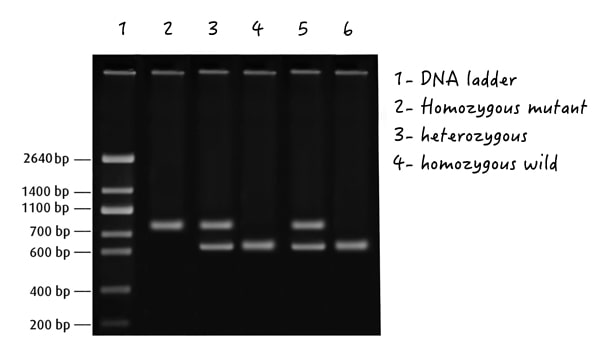 1 2 3 4 5 6
1- DNA ladder
2- Homozygous mutant
3- heterozygous
4- homozygous wild
2640 bp
1400 bp
1100 bp
700 bp
600 bp
400 bp
200 bp